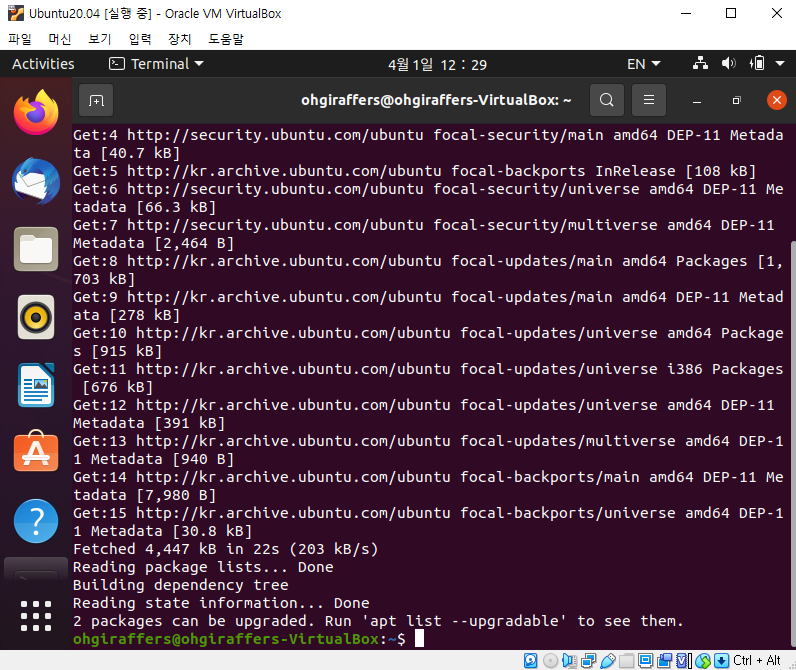 Ubuntu20.04 [실행 중] - Oracle VM VirtualBox
파일 머신 보기 입력 장치 도움말
Activities Terminal 4월 1일 12 : 29 EN
ohgiraffers@ohgiraffers-VirtualBox: ~
Get:4 http://security.ubuntu.com/ubuntu focal-security/main amd64 DEP-11 Metada
ta [40.7 kB]
Get:5 http://kr.archive.ubuntu.com/ubuntu focal-backports InRelease [108 kB]
Get:6 http://security.ubuntu.com/ubuntu focal-security/universe amd64 DEP-11 Me
tadata [66.3 kB]
Get:7 http://security.ubuntu.com/ubuntu focal-security/multiverse amd64 DEP-11
Metadata [2,464 B]
Get:8 http://kr.archive.ubuntu.com/ubuntu focal-updates/main amd64 Packages [1,
703 kB]
Get:9 http://kr.archive.ubuntu.com/ubuntu focal-updates/main amd64 DEP-11 Metad
ata [278 kB]
Get:10 http://kr.archive.ubuntu.com/ubuntu focal-updates/universe amd64 Package
s [915 kB]
Get:11 http://kr.archive.ubuntu.com/ubuntu focal-updates/universe i386 Packages
 [676 kB]
Get:12 http://kr.archive.ubuntu.com/ubuntu focal-updates/universe amd64 DEP-11
Metadata [391 kB]
Get:13 http://kr.archive.ubuntu.com/ubuntu focal-updates/multiverse amd64 DEP-1
1 Metadata [940 B]
Get:14 http://kr.archive.ubuntu.com/ubuntu focal-backports/main amd64 DEP-11 Me
tadata [7,980 B]
Get:15 http://kr.archive.ubuntu.com/ubuntu focal-backports/universe amd64 DEP-1
1 Metadata [30.8 kB]
Fetched 4,447 kB in 22s (203 kB/s)
Reading package lists... Done
Building dependency tree
Reading state information... Done
2 packages can be upgraded. Run 'apt list --upgradable' to see them.
ohgiraffers@ohgiraffers-VirtualBox:~$
Ctrl + Alt